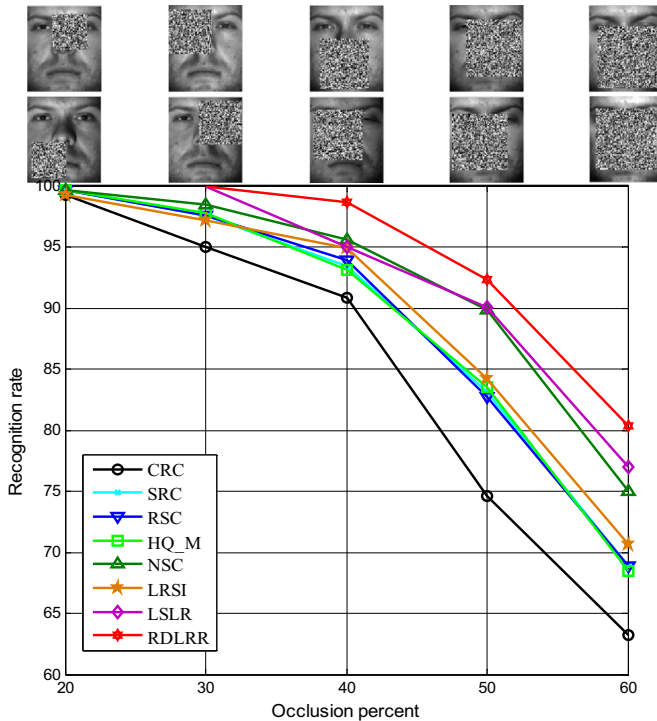 100
95
90
85
80
75
70
65
60
Recognition rate
CRC
SRC
RSC
HQ_M
NSC
LRSI
LSLR
RDLRR
20
30
40
50
60
Occlusion percent